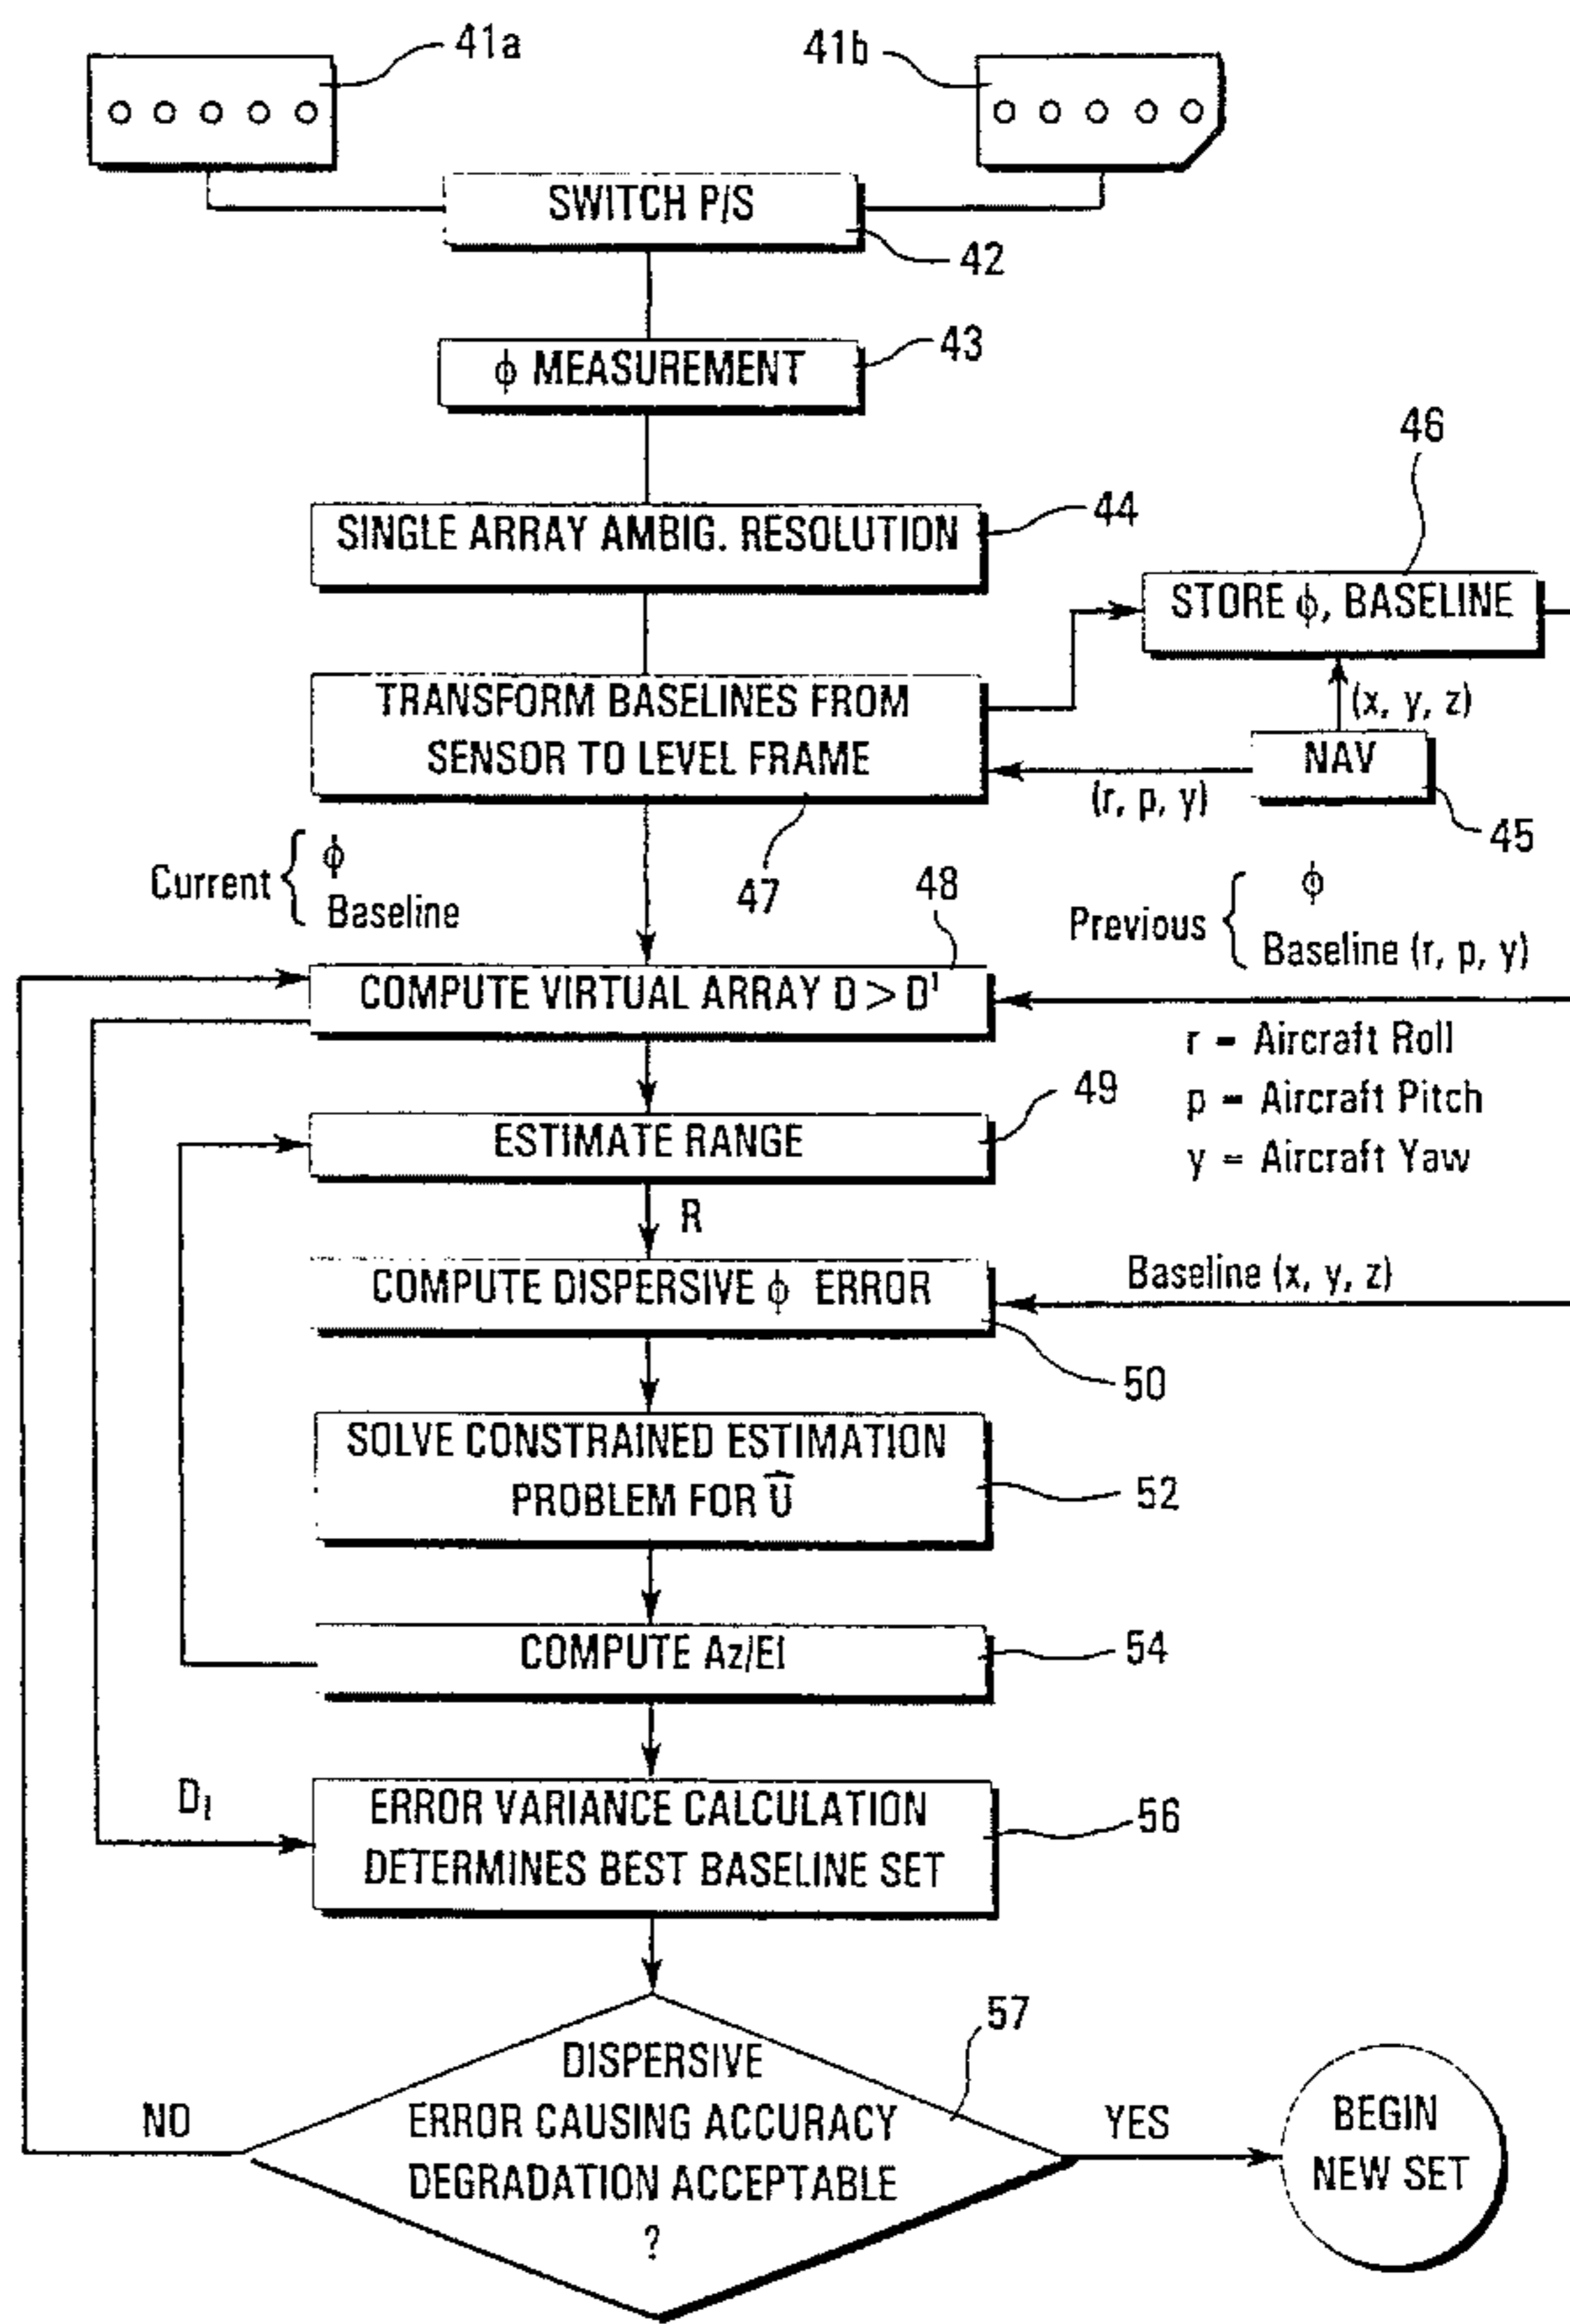 41a
41b
SWITCH P/S
42
ϕ MEASUREMENT
43
SINGLE ARRAY AMBIG. RESOLUTION
44
46
STORE ϕ, BASELINE
TRANSFORM BASELINES FROM
SENSOR TO LEVEL FRAME
(x, y, z)
NAV
(r, p, y)
45
47
Current { ϕ
Baseline
48
Previous { ϕ
Baseline (r, p, y)
COMPUTE VIRTUAL ARRAY D > D'
r = Aircraft Roll
p = Aircraft Pitch
y = Aircraft Yaw
49
ESTIMATE RANGE
R
COMPUTE DISPERSIVE ϕ ERROR
Baseline (x, y, z)
50
SOLVE CONSTRAINED ESTIMATION
PROBLEM FOR Û
52
COMPUTE Az/El
54
D₁
ERROR VARIANCE CALCULATION
DETERMINES BEST BASELINE SET
56
57
DISPERSIVE
ERROR CAUSING ACCURACY
DEGRADATION ACCEPTABLE
?
NO
YES
BEGIN
NEW SET